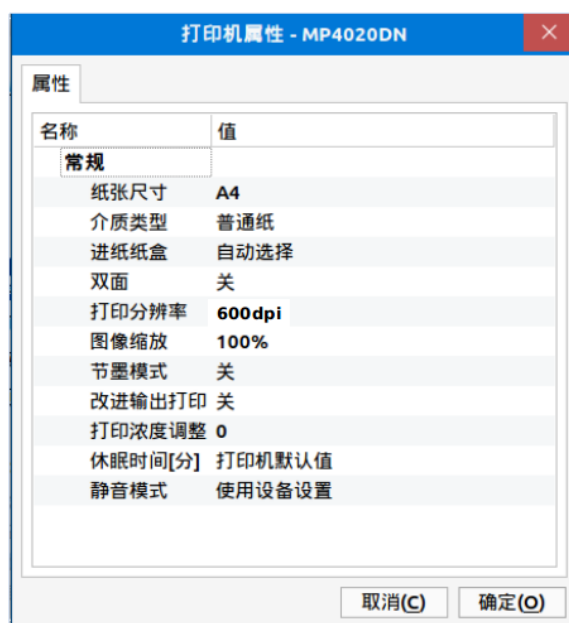 打印机属性 - MP4020DN
属性
名称 值
常规
纸张尺寸 A4
介质类型 普通纸
进纸纸盒 自动选择
双面 关
打印分辨率 600dpi
图像缩放 100%
节墨模式 关
改进输出打印 关
打印浓度调整 0
休眠时间[分] 打印机默认值
静音模式 使用设备设置
取消(C) 确定(O)